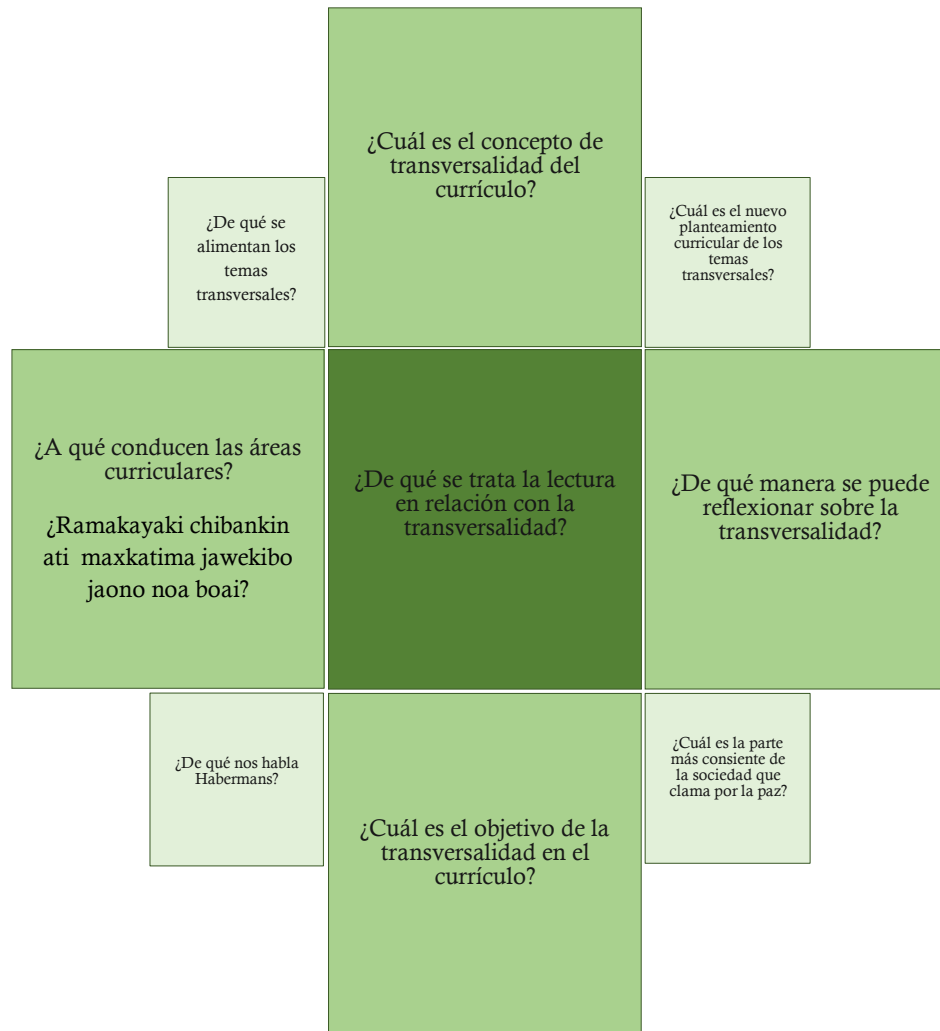 ¿Cuál es el concepto de
transversalidad del
currículo?
¿De qué se
alimentan los
temas
transversales?
¿Cuál es el nuevo
planteamiento
curricular de los
temas
transversales?
¿A qué conducen las áreas
curriculares?
¿Ramakayaki chibankin
ati maxkatima jawekibo
jaono noa boai?
¿De qué se trata la lectura
en relación con la
transversalidad?
¿De qué manera se puede
reflexionar sobre la
transversalidad?
¿De qué nos habla
Habermans?
¿Cuál es el objetivo de la
transversalidad en el
currículo?
¿Cuál es la parte
más consiente de
la sociedad que
clama por la paz?